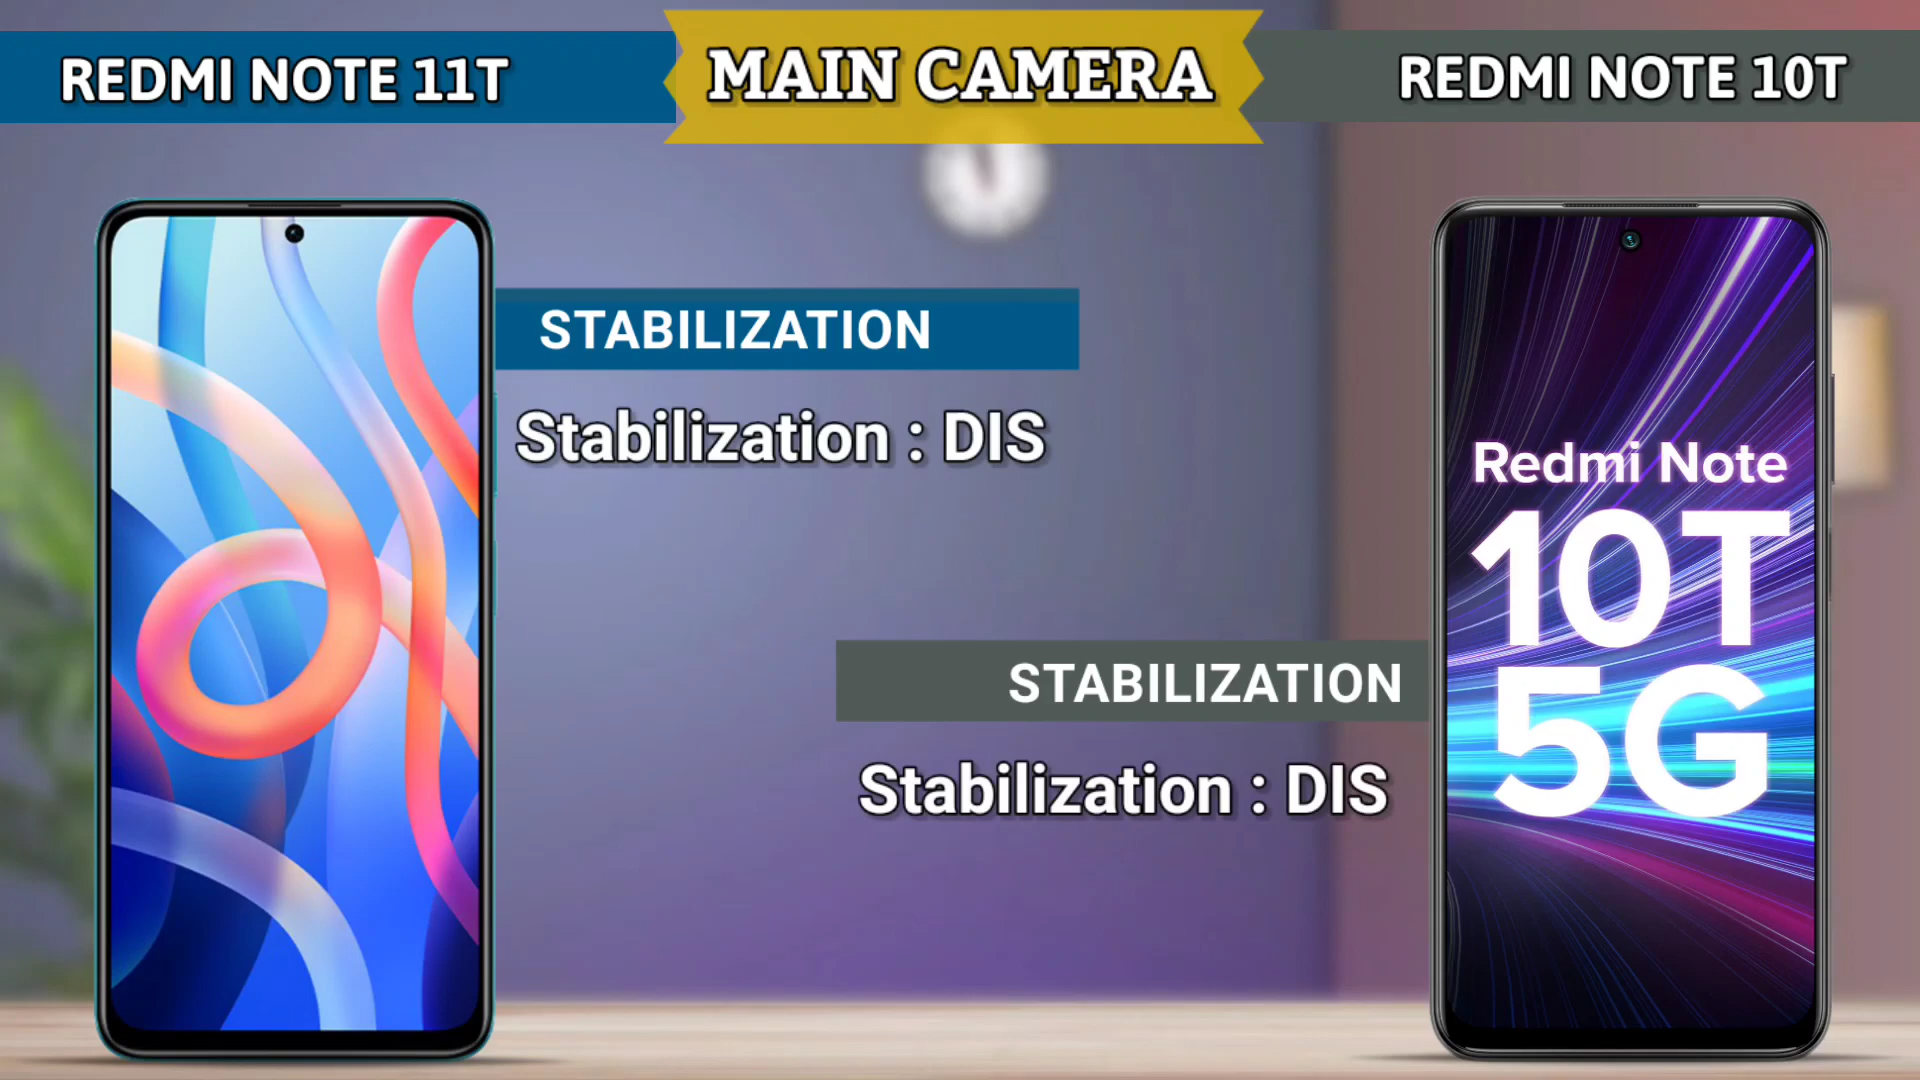 REDMI NOTE 11T
MAIN CAMERA
REDMI NOTE 10T
STABILIZATION
Stabilization : DIS
Redmi Note
10T
5G
STABILIZATION
Stabilization : DIS